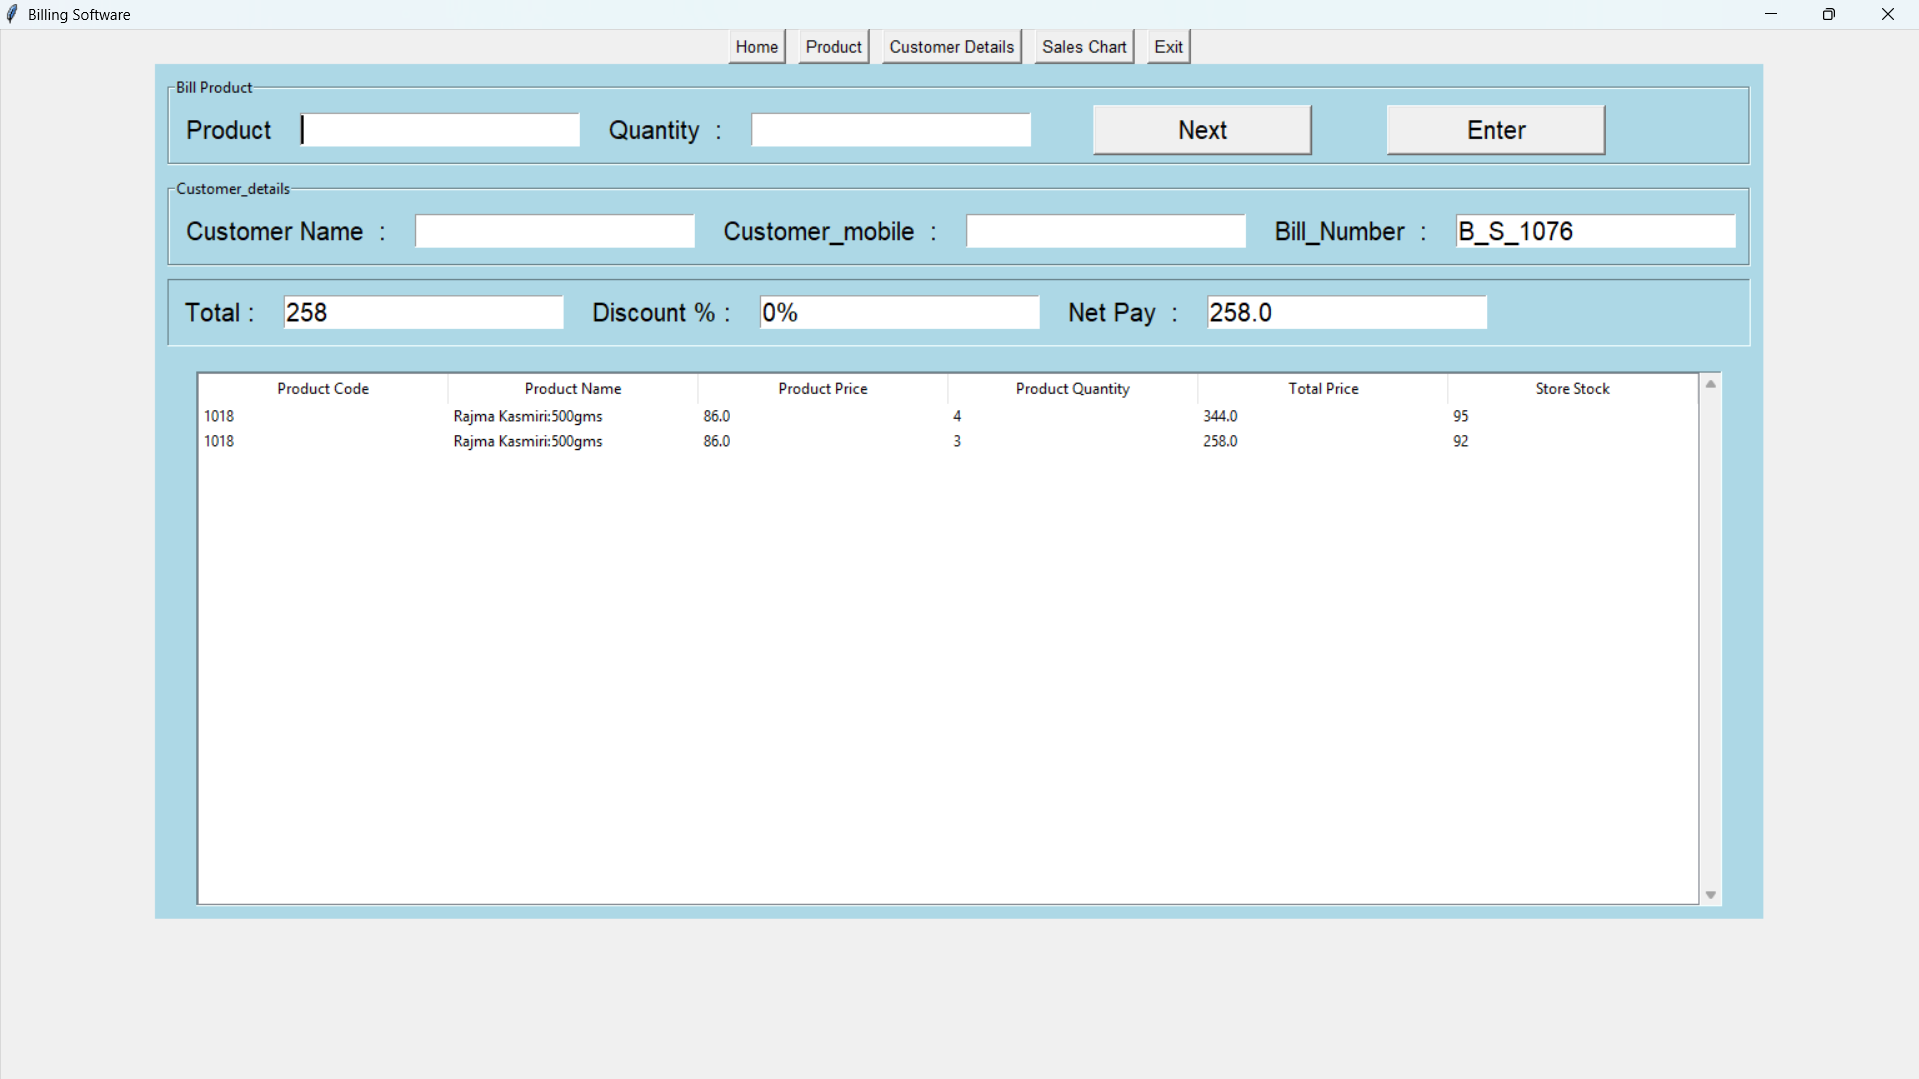 Billing Software
Home Product Customer Details Sales Chart Exit
Bill Product
Product Quantity : Next Enter
Customer_details
Customer Name : Customer_mobile : Bill_Number : B_S_1076
Total : 258 Discount % : 0% Net Pay : 258.0
Product Code Product Name Product Price Product Quantity Total Price Store Stock
1018 Rajma Kasmiri:500gms 86.0 4 344.0 95
1018 Rajma Kasmiri:500gms 86.0 3 258.0 92